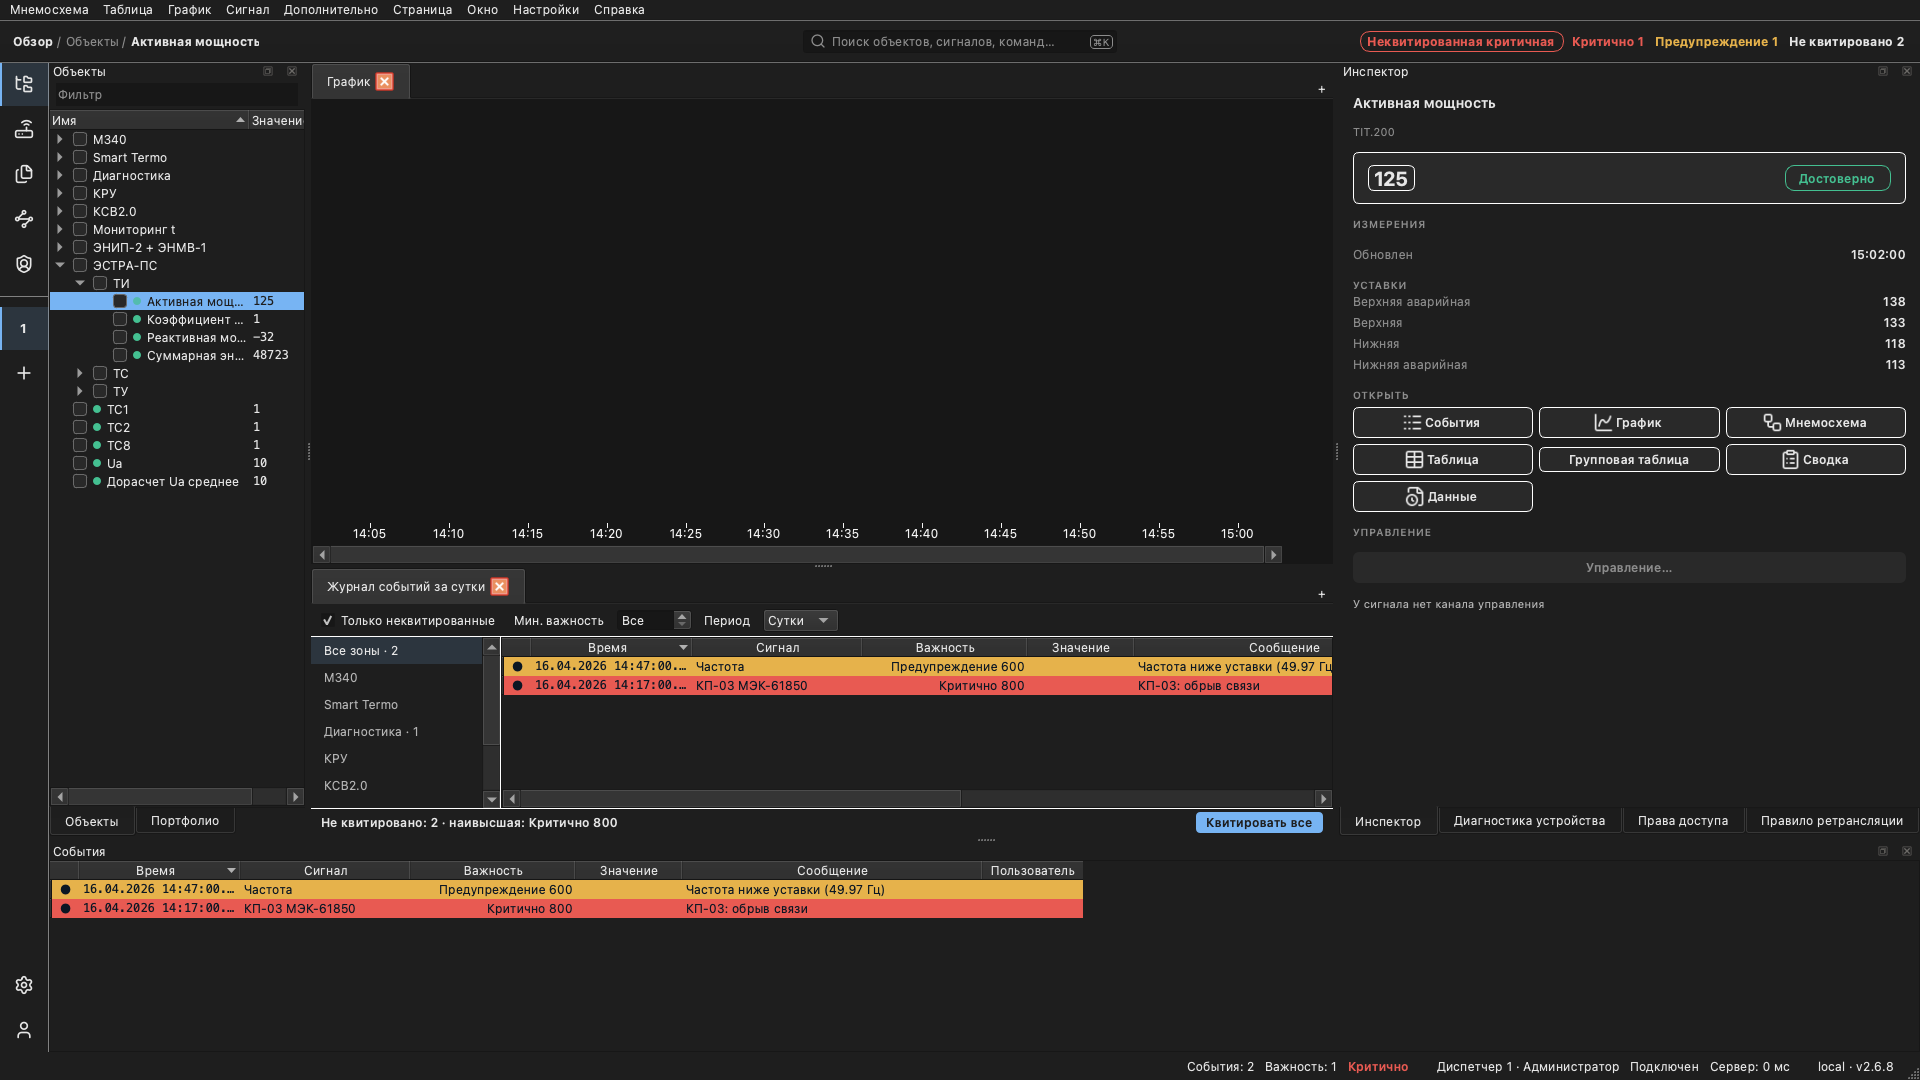 Мнемосхема Таблица График Сигнал Дополнительно Страница Окно Настройки Справка
Обзор / Объекты / Активная мощность
Поиск объектов, сигналов, команд... ⌘K
Неквитированная критичная Критично 1 Предупреждение 1 Не квитировано 2
Объекты
Фильтр
Имя Значени
М340
Smart Termo
Диагностика
КРУ
КСВ2.0
Мониторинг t
ЭНИП-2 + ЭНМВ-1
ЭСТРА-ПС
ТИ
Активная мощ... 125
Коэффициент ... 1
Реактивная мо... −32
Суммарная эн... 48723
ТС
ТУ
ТС1 1
ТС2 1
ТС8 1
Ua 10
Дорасчет Ua среднее 10
Объекты Портфолио
1
График
+
14:05 14:10 14:15 14:20 14:25 14:30 14:35 14:40 14:45 14:50 14:55 15:00
Журнал событий за сутки
+
Только неквитированные Мин. важность Все Период Сутки
Все зоны · 2
М340
Smart Termo
Диагностика · 1
КРУ
КСВ2.0
Время Сигнал Важность Значение Сообщение
16.04.2026 14:47:00.... Частота Предупреждение 600 Частота ниже уставки (49.97 Гц
16.04.2026 14:17:00.... КП-03 МЭК-61850 Критично 800 КП-03: обрыв связи
Не квитировано: 2 · наивысшая: Критично 800
Квитировать все
Инспектор
Активная мощность
TIT.200
125 Достоверно
ИЗМЕРЕНИЯ
Обновлен 15:02:00
УСТАВКИ
Верхняя аварийная 138
Верхняя 133
Нижняя 118
Нижняя аварийная 113
ОТКРЫТЬ
События График Мнемосхема
Таблица Групповая таблица Сводка
Данные
УПРАВЛЕНИЕ
Управление...
У сигнала нет канала управления
Инспектор Диагностика устройства Права доступа Правило ретрансляции
События
Время Сигнал Важность Значение Сообщение Пользователь
16.04.2026 14:47:00.... Частота Предупреждение 600 Частота ниже уставки (49.97 Гц)
16.04.2026 14:17:00.... КП-03 МЭК-61850 Критично 800 КП-03: обрыв связи
События: 2 Важность: 1 Критично Диспетчер 1 · Администратор Подключен Сервер: 0 мс local · v2.6.8